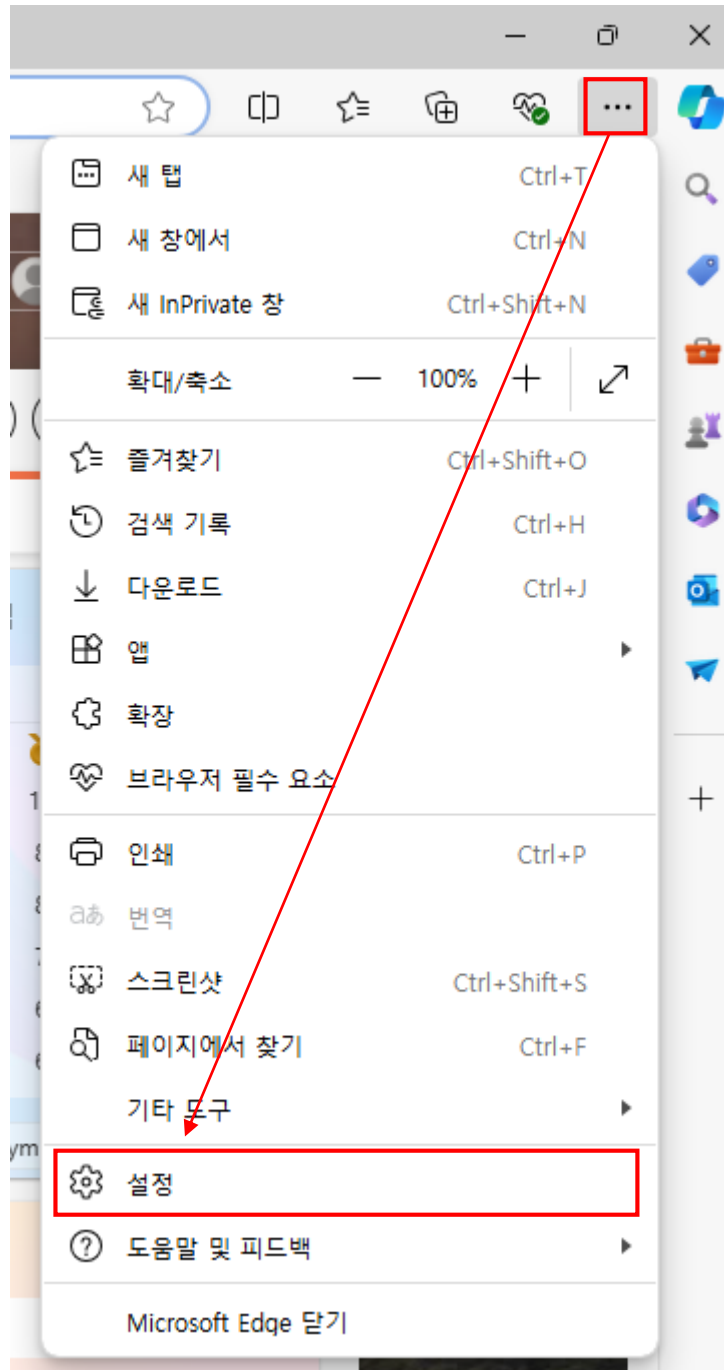 새 탭 Ctrl+T
새 창에서 Ctrl+N
새 InPrivate 창 Ctrl+Shift+N
확대/축소 100%
즐겨찾기 Ctrl+Shift+O
검색 기록 Ctrl+H
다운로드 Ctrl+J
앱
확장
브라우저 필수 요소
인쇄 Ctrl+P
aあ 번역
스크린샷 Ctrl+Shift+S
페이지에서 찾기 Ctrl+F
기타 도구
ym
설정
도움말 및 피드백
Microsoft Edge 닫기